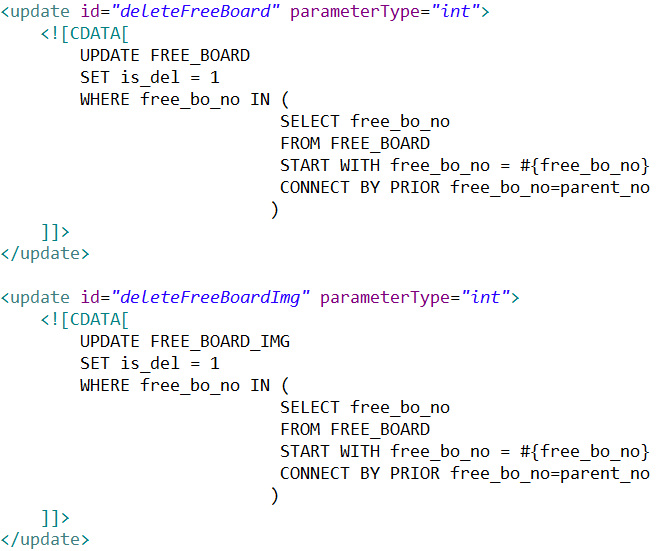 <update id="deleteFreeBoard" parameterType="int">
    <![CDATA[
        UPDATE FREE_BOARD
        SET is_del = 1
        WHERE free_bo_no IN (
                            SELECT free_bo_no
                            FROM FREE_BOARD
                            START WITH free_bo_no = #{free_bo_no}
                            CONNECT BY PRIOR free_bo_no=parent_no
                           )
    ]]>
</update>

<update id="deleteFreeBoardImg" parameterType="int">
    <![CDATA[
        UPDATE FREE_BOARD_IMG
        SET is_del = 1
        WHERE free_bo_no IN (
                            SELECT free_bo_no
                            FROM FREE_BOARD
                            START WITH free_bo_no = #{free_bo_no}
                            CONNECT BY PRIOR free_bo_no=parent_no
                           )
    ]]>
</update>